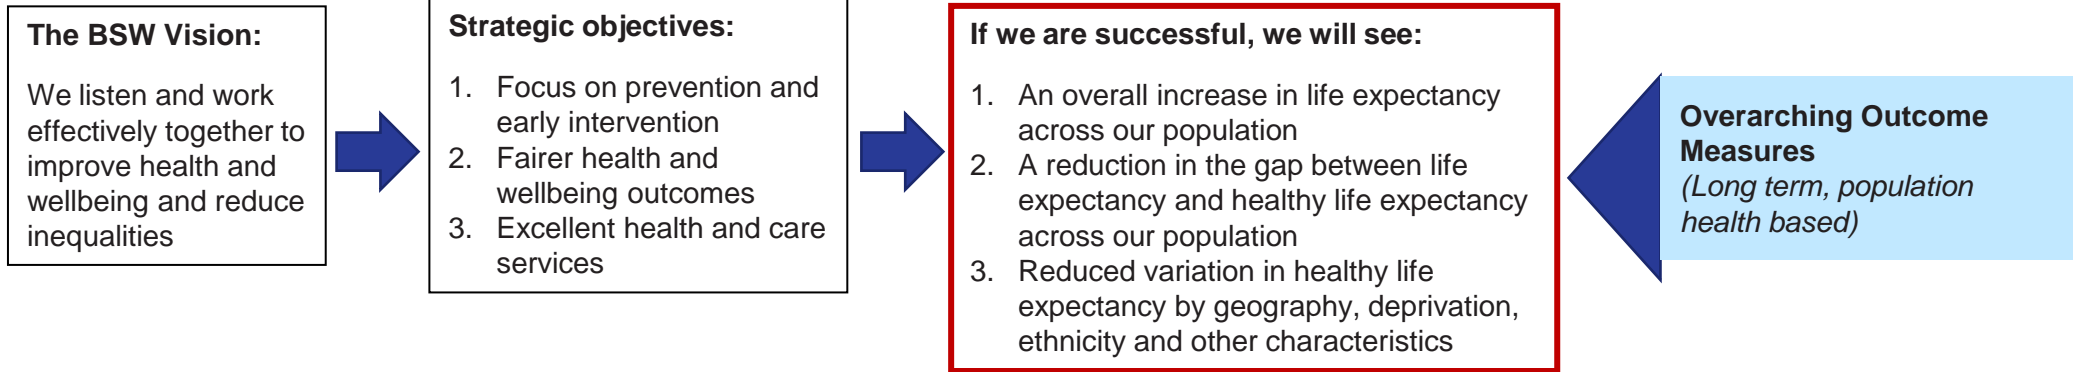 The BSW Vision:
We listen and work
effectively together to
improve health and
wellbeing and reduce
inequalities
Strategic objectives:
1. Focus on prevention and
early intervention
2. Fairer health and
wellbeing outcomes
3. Excellent health and care
services
If we are successful, we will see:
1. An overall increase in life expectancy
across our population
2. A reduction in the gap between life
expectancy and healthy life expectancy
across our population
3. Reduced variation in healthy life
expectancy by geography, deprivation,
ethnicity and other characteristics
Overarching Outcome
Measures
(Long term, population
health based)